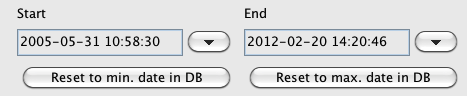 Start End
2005-05-31 10:58:30 2012-02-20 14:20:46
Reset to min. date in DB Reset to max. date in DB